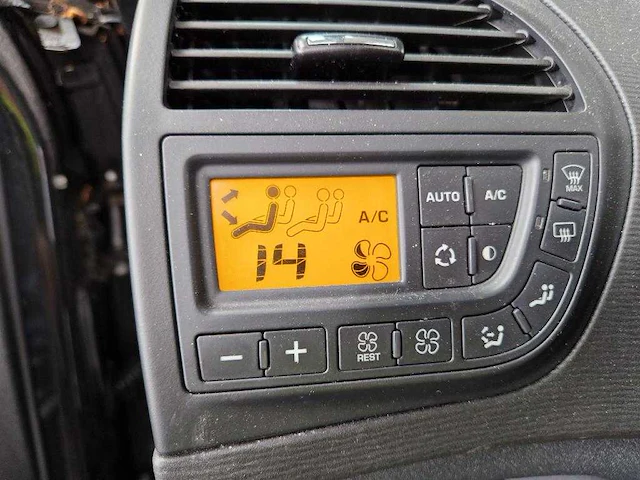 A/C
14
AUTO A/C
MAX
− +
REST